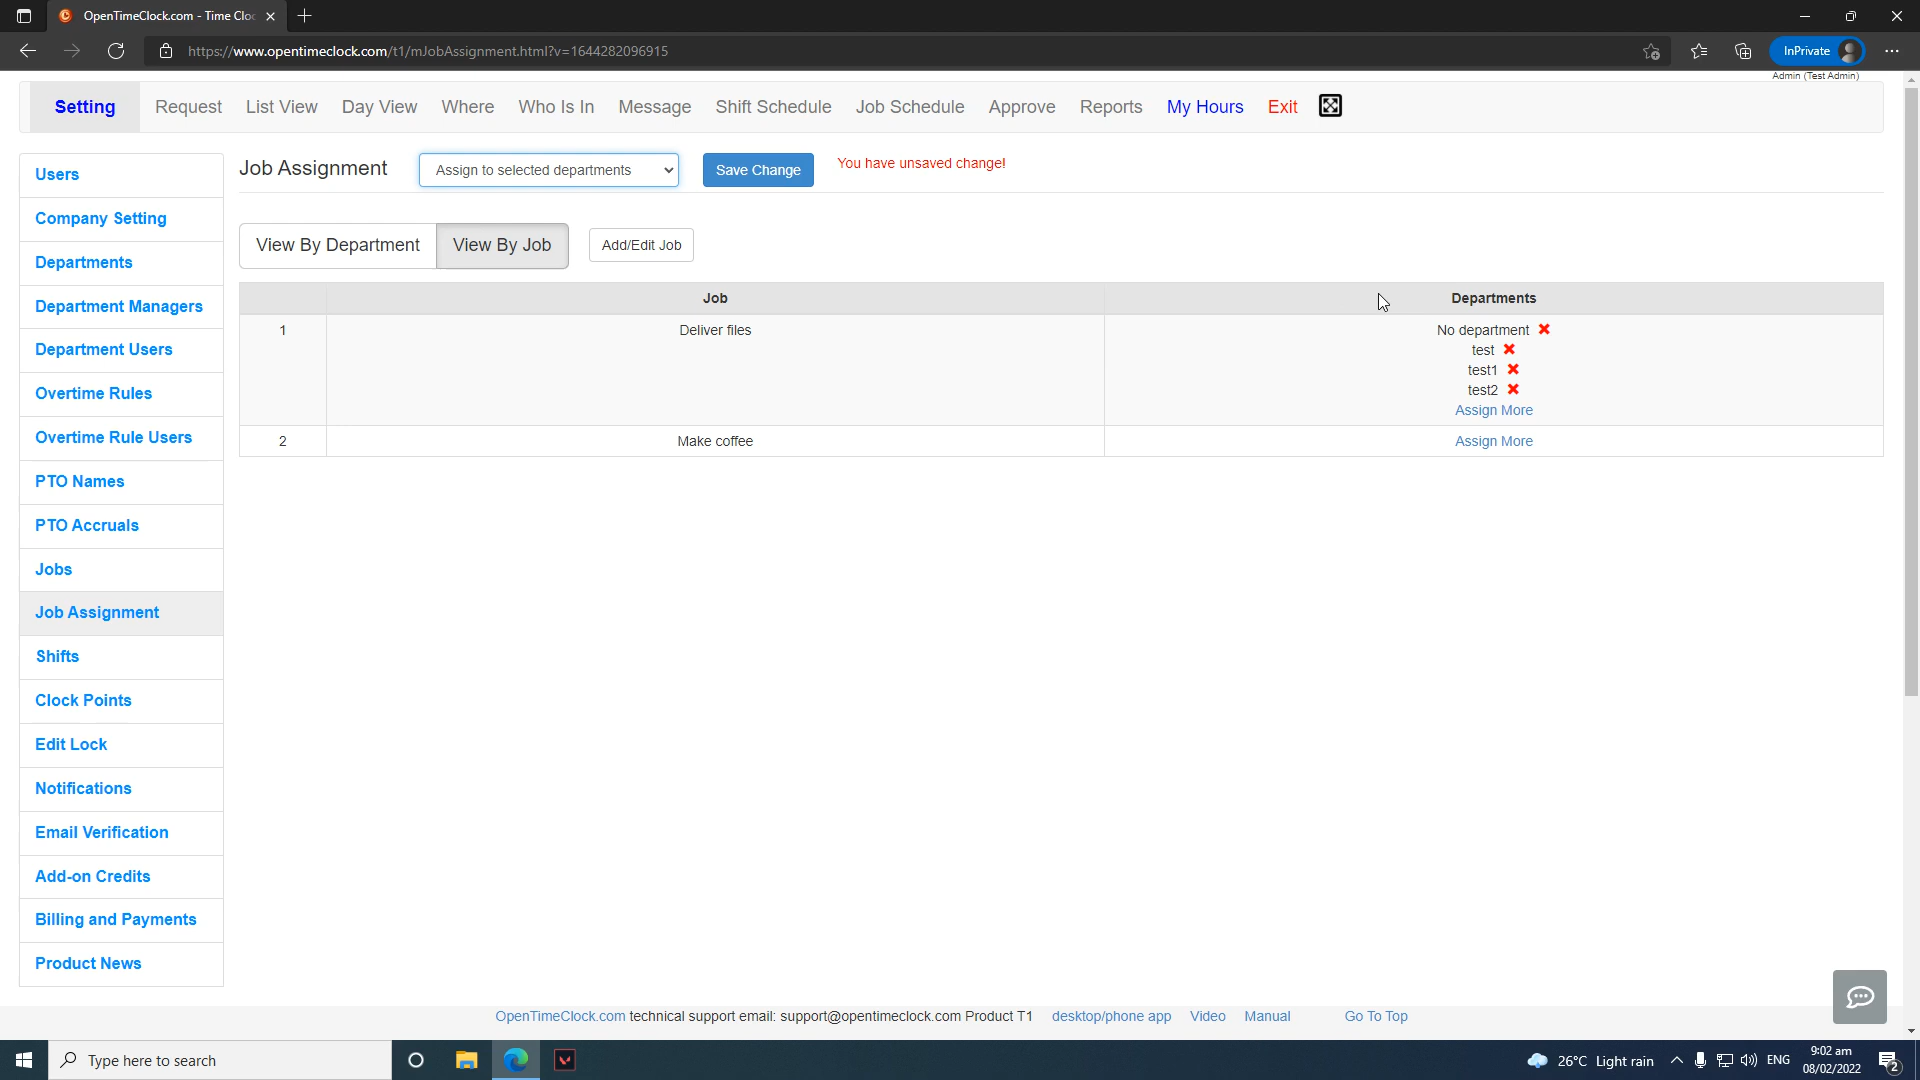 OpenTimeClock.com - Time Cloc
https://www.opentimeclock.com/t1/mJobAssignment.html?v=1644282096915
InPrivate
Admin (Test Admin)
Setting Request List View Day View Where Who Is In Message Shift Schedule Job Schedule Approve Reports My Hours Exit
Users
Company Setting
Departments
Department Managers
Department Users
Overtime Rules
Overtime Rule Users
PTO Names
PTO Accruals
Jobs
Job Assignment
Shifts
Clock Points
Edit Lock
Notifications
Email Verification
Add-on Credits
Billing and Payments
Product News
Job Assignment Assign to selected departments Save Change You have unsaved change!
View By Department View By Job Add/Edit Job
Job Departments
1 Deliver files No department
test
test1
test2
Assign More
2 Make coffee Assign More
OpenTimeClock.com technical support email: support@opentimeclock.com Product T1 desktop/phone app Video Manual Go To Top
Type here to search
26°C Light rain ENG
9:02 am
08/02/2022
2